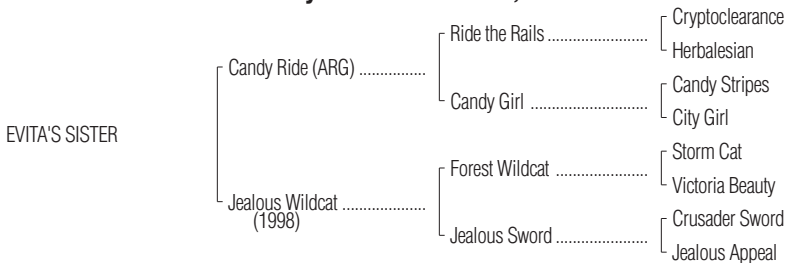 Cryptoclearance
Ride the Rails ......................
Herbalesian
Candy Ride (ARG) ................
Candy Stripes
Candy Girl ..........................
City Girl
EVITA'S SISTER
Storm Cat
Forest Wildcat ......................
Victoria Beauty
Jealous Wildcat ....................
(1998)
Crusader Sword
Jealous Sword ......................
Jealous Appeal